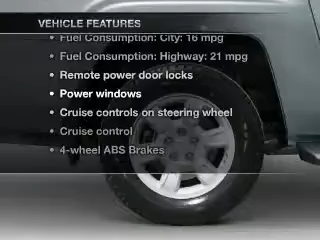 VEHICLE FEATURES
• Fuel Consumption: City: 16 mpg
• Fuel Consumption: Highway: 21 mpg
• Remote power door locks
• Power windows
• Cruise controls on steering wheel
• Cruise control
• 4-wheel ABS Brakes